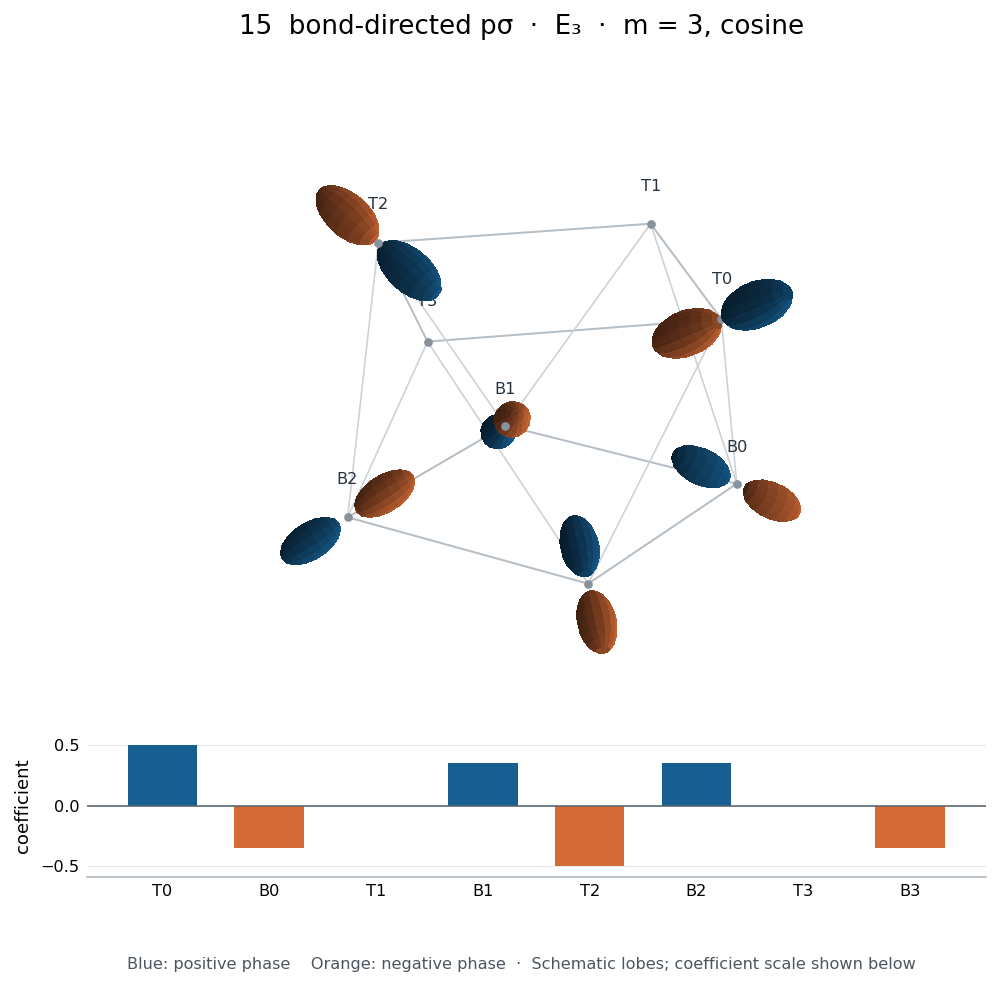 15  bond-directed pσ  ·  E₃  ·  m = 3, cosine
T1
T2
T0
T3
B1
B0
B2
coefficient
0.5
0.0
−0.5
T0 B0 T1 B1 T2 B2 T3 B3
Blue: positive phase    Orange: negative phase  ·  Schematic lobes; coefficient scale shown below